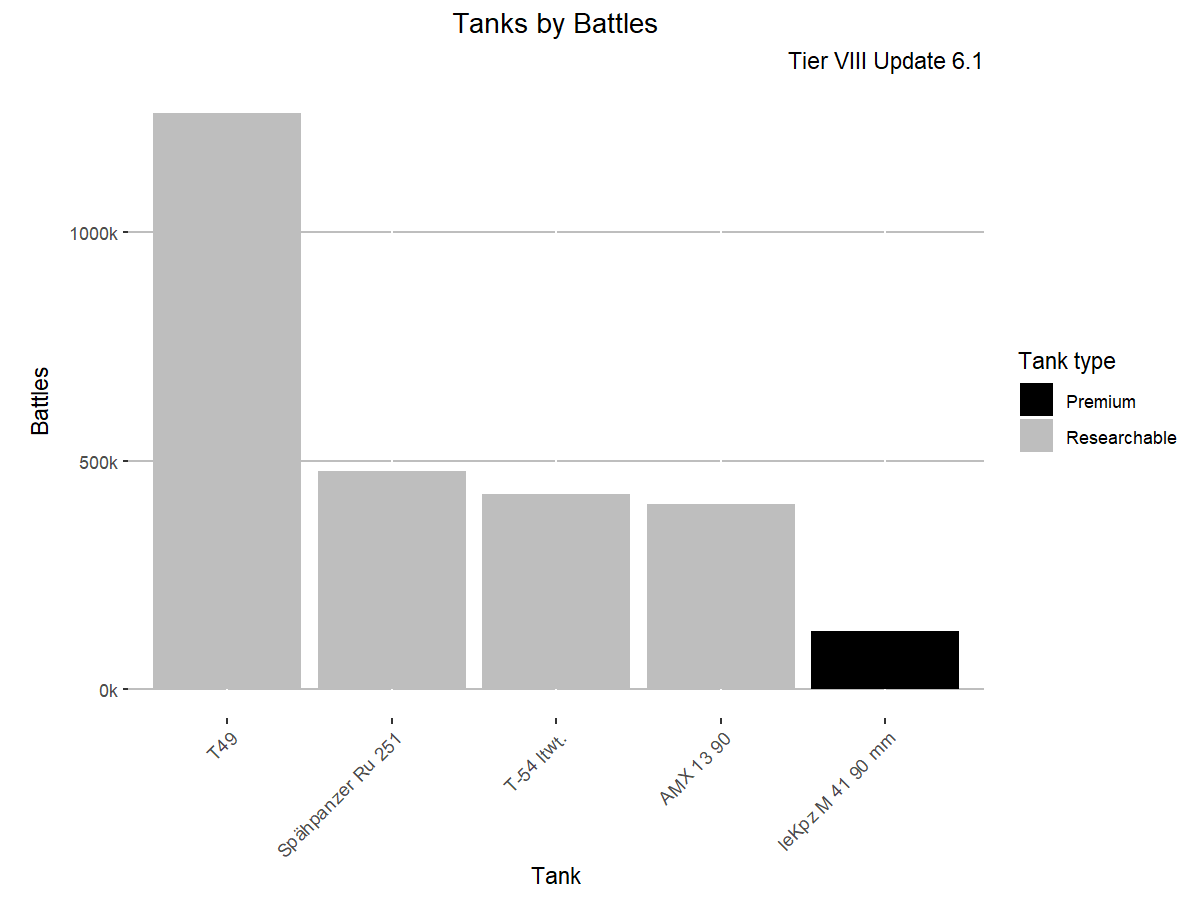 Tanks by Battles
Tier VIII Update 6.1
Battles
1000k
500k
0k
T49
Spähpanzer Ru 251
T-54 ltwt.
AMX 13 90
leKpz M 41 90 mm
Tank
Tank type
Premium
Researchable